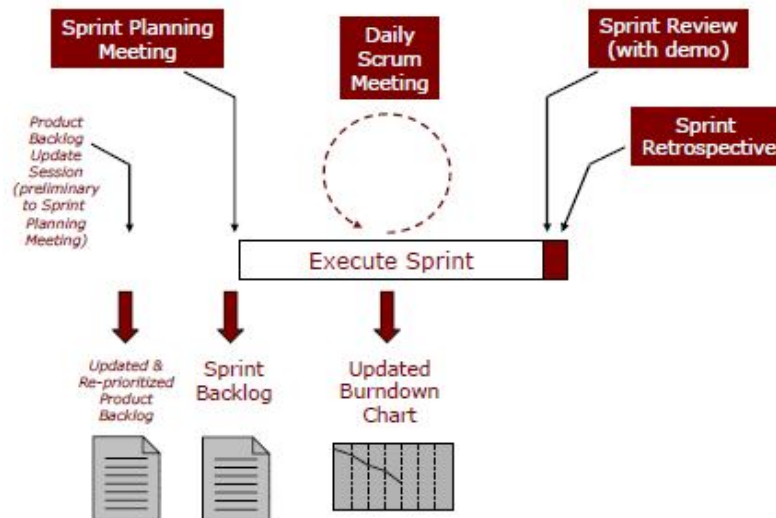 Sprint Planning
Meeting
Daily
Scrum
Meeting
Sprint Review
(with demo)
Sprint
Retrospective
Product
Backlog
Update
Session
(preliminary
to Sprint
Planning
Meeting)
Execute Sprint
Updated &
Re-prioritized
Product
Backlog
Sprint
Backlog
Updated
Burndown
Chart